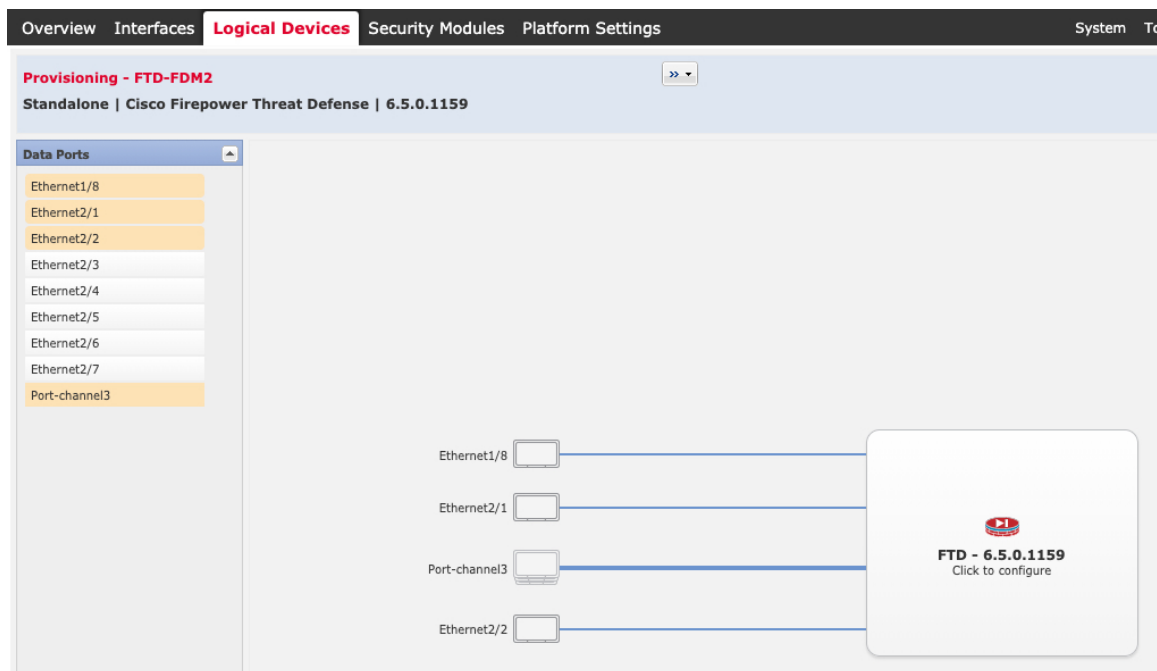 Overview Interfaces Logical Devices Security Modules Platform Settings System
Provisioning - FTD-FDM2
Standalone | Cisco Firepower Threat Defense | 6.5.0.1159
Data Ports
Ethernet1/8
Ethernet2/1
Ethernet2/2
Ethernet2/3
Ethernet2/4
Ethernet2/5
Ethernet2/6
Ethernet2/7
Port-channel3
Ethernet1/8
Ethernet2/1
Port-channel3
Ethernet2/2
FTD - 6.5.0.1159
Click to configure